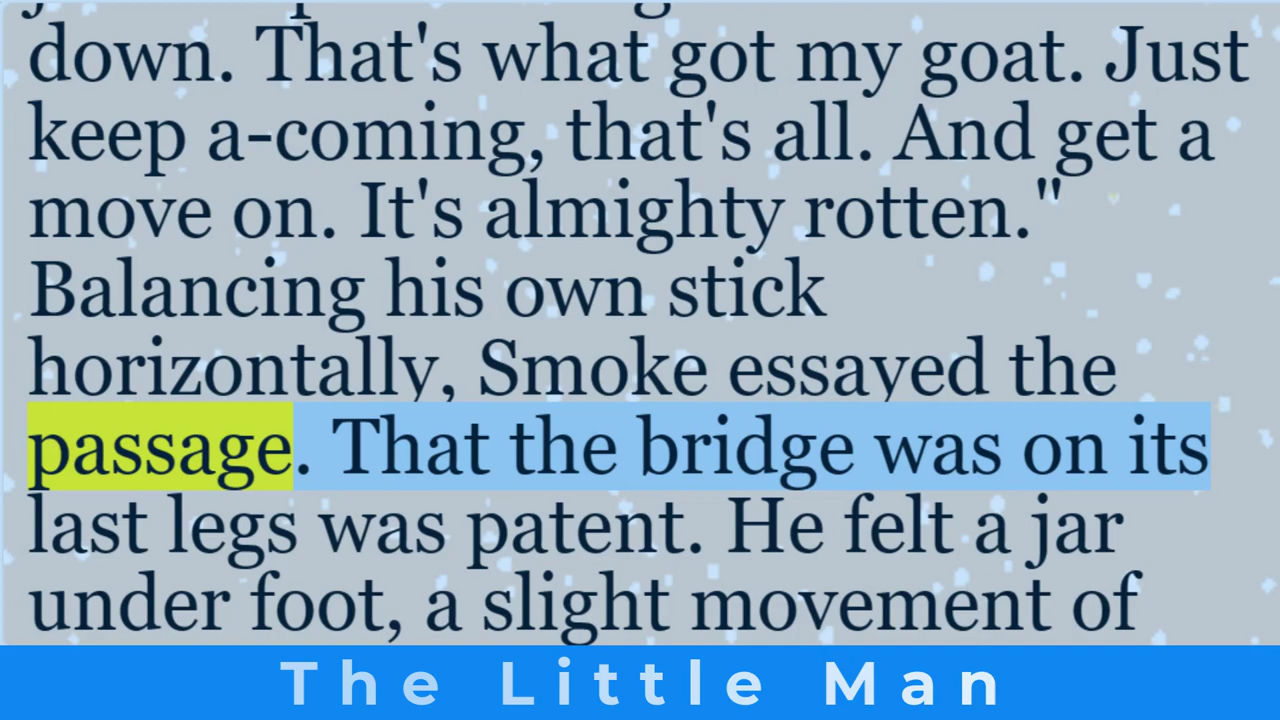 down. That's what got my goat. Just
keep a-coming, that's all. And get a
move on. It's almighty rotten."
Balancing his own stick
horizontally, Smoke essayed the
passage. That the bridge was on its
last legs was patent. He felt a jar
under foot, a slight movement of
The Little Man